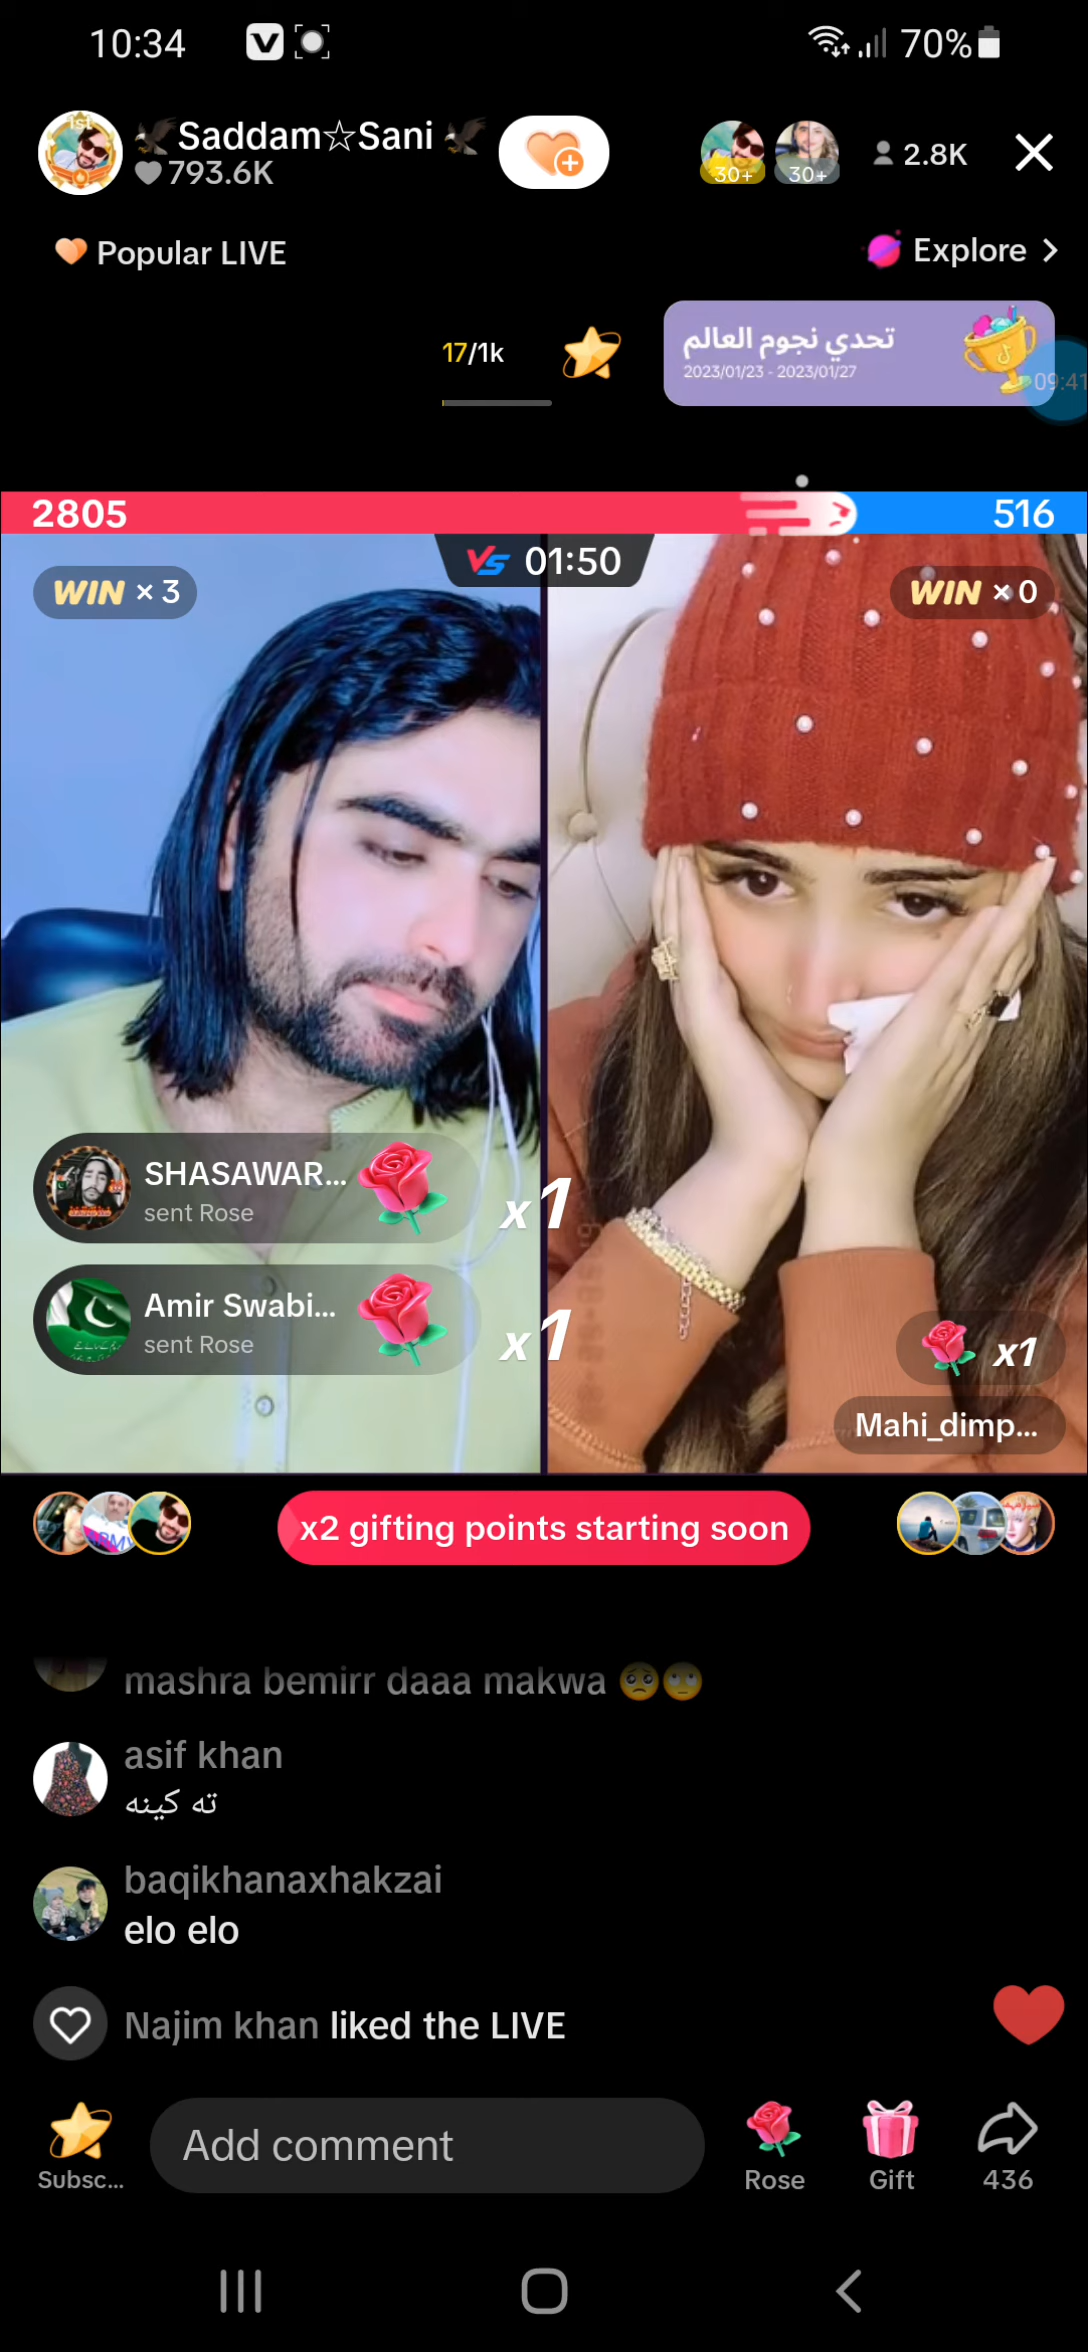 10:34
70%
Saddam☆Sani
793.6K
30+
30+
2.8K
Popular LIVE
Explore
17/1k
تحدي نجوم العالم
2023/01/23 - 2023/01/27
09:41
2805
516
VS 01:50
WIN × 3
WIN × 0
SHASAWAR...
sent Rose
x1
Amir Swabi...
sent Rose
x1
x1
Mahi_dimp...
x2 gifting points starting soon
mashra bemirr daaa makwa 🥺🙄
asif khan
ته كينه
baqikhanaxhakzai
elo elo
Najim khan liked the LIVE
Subsc...
Add comment
Rose
Gift
436